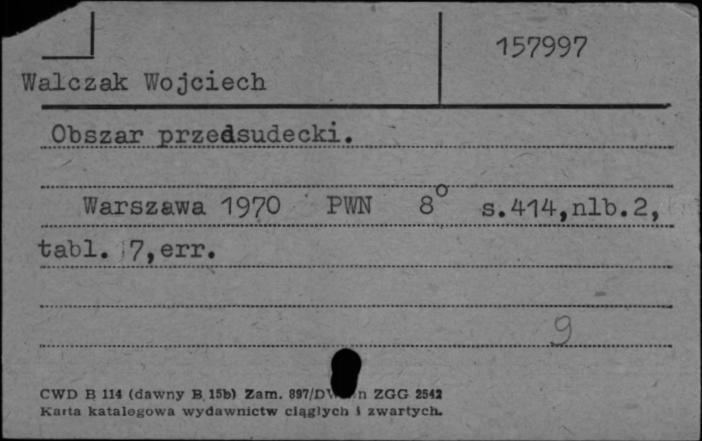 157997
Walczak Wojciech
Obszar przedsudecki.
Warszawa 1970 PWN 8° s.414,nlb.2,
tabl. 7,err.
9
CWD B 114 (dawny B 15b) Zam. 897/DW ZGG 2542
Karta katalogowa wydawnictw ciągłych i zwartych.